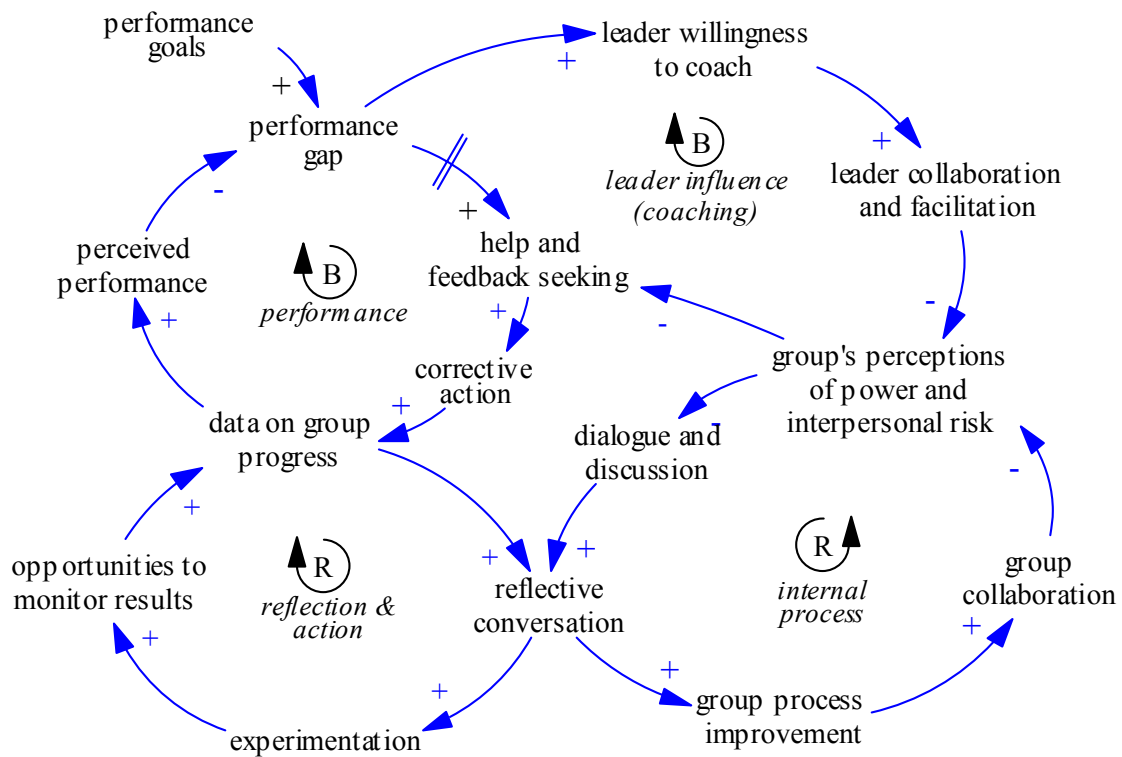 performance
goals
+
performance
gap
+
leader willingness
to coach
+
leader collaboration
and facilitation
B
leader influence
(coaching)
-
perceived
performance
+
help and
feedback seeking
B
performance
-
-
+
+
corrective
action
group's perceptions
of power and
interpersonal risk
+
data on group
progress
-
dialogue and
discussion
-
+
opportunities to
monitor results
R
reflection &
action
+
+
reflective
conversation
R
internal
process
group
collaboration
+
+
+
+
group process
improvement
experimentation